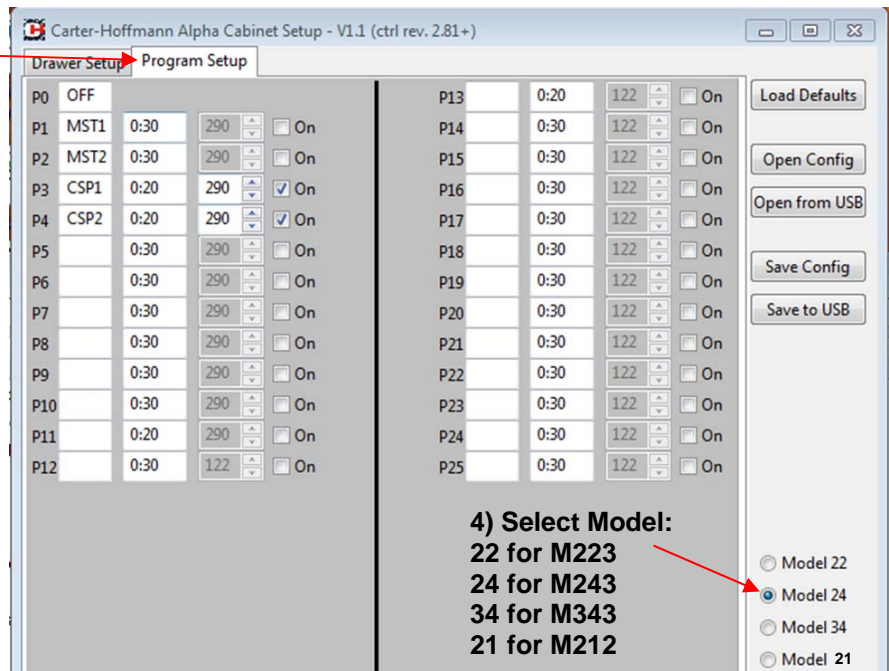 Carter-Hoffmann Alpha Cabinet Setup - V1.1 (ctrl rev. 2.81+)
Drawer Setup Program Setup
P0 OFF
P1 MST1 0:30 290 On
P2 MST2 0:30 290 On
P3 CSP1 0:20 290 On
P4 CSP2 0:20 290 On
P5 0:30 290 On
P6 0:30 290 On
P7 0:30 290 On
P8 0:30 290 On
P9 0:30 290 On
P10 0:30 290 On
P11 0:20 290 On
P12 0:30 122 On
P13 0:20 122 On
P14 0:30 122 On
P15 0:30 122 On
P16 0:30 122 On
P17 0:30 122 On
P18 0:30 122 On
P19 0:30 122 On
P20 0:30 122 On
P21 0:30 122 On
P22 0:30 122 On
P23 0:30 122 On
P24 0:30 122 On
P25 0:30 122 On
Load Defaults
Open Config
Open from USB
Save Config
Save to USB
4) Select Model:
22 for M223
24 for M243
34 for M343
21 for M212
Model 22
Model 24
Model 34
Model 21